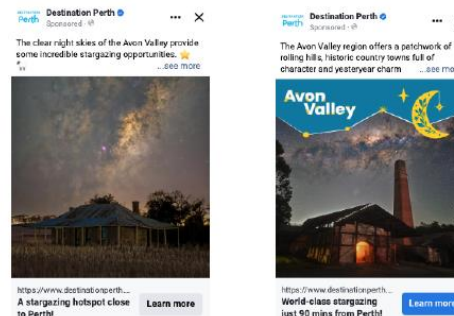 Destination Perth
Sponsored ·
The clear night skies of the Avon Valley provide
some incredible stargazing opportunities. ⭐
...see more
https://www.destinationperth....
A stargazing hotspot close
to Perth!
Learn more
Perth
Destination Perth
Sponsored ·
The Avon Valley region offers a patchwork of
rolling hills, historic country towns full of
character and yesteryear charm
...see more
Avon
Valley
https://www.destinationperth....
World-class stargazing
just 90 mins from Perth!
Learn more